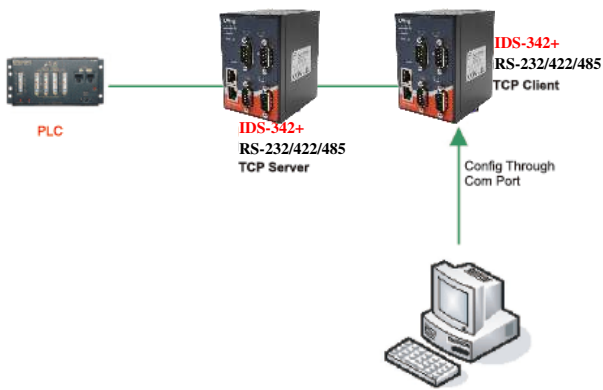 IDS-342+
RS-232/422/485
TCP Client
PLC
IDS-342+
RS-232/422/485
TCP Server
Config Through
Com Port